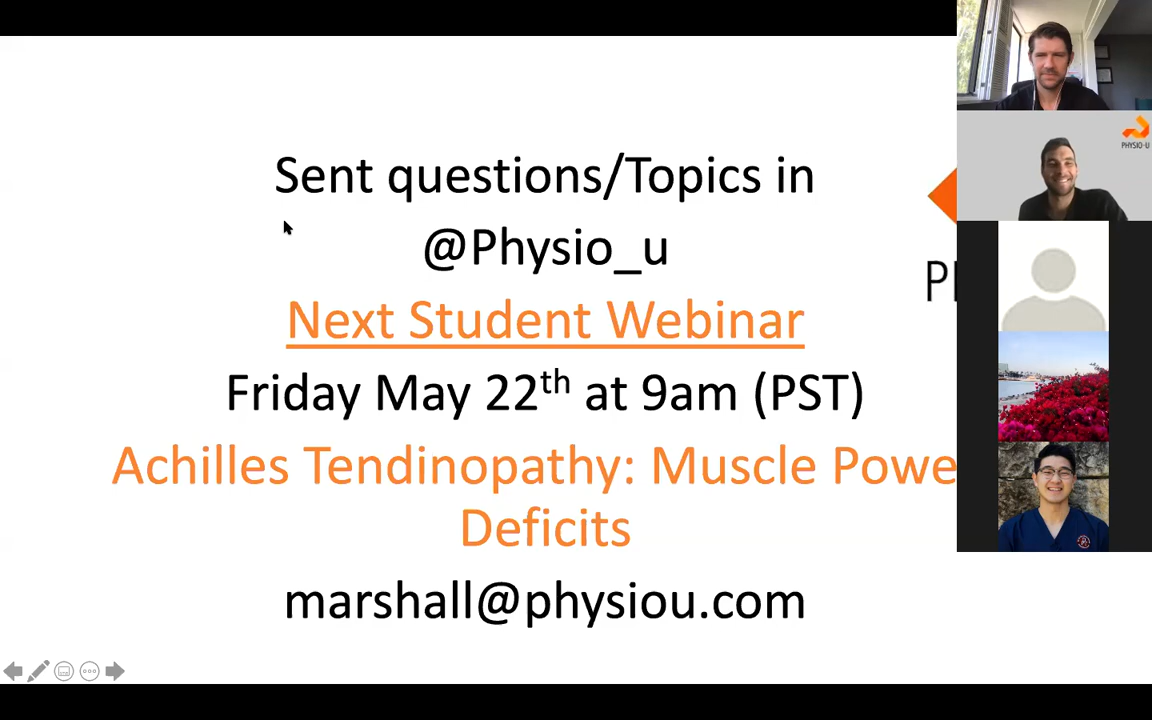 Sent questions/Topics in
@Physio_u
Next Student Webinar
Friday May 22th at 9am (PST)
Achilles Tendinopathy: Muscle Powe
Deficits
marshall@physiou.com
PHYSIO-U